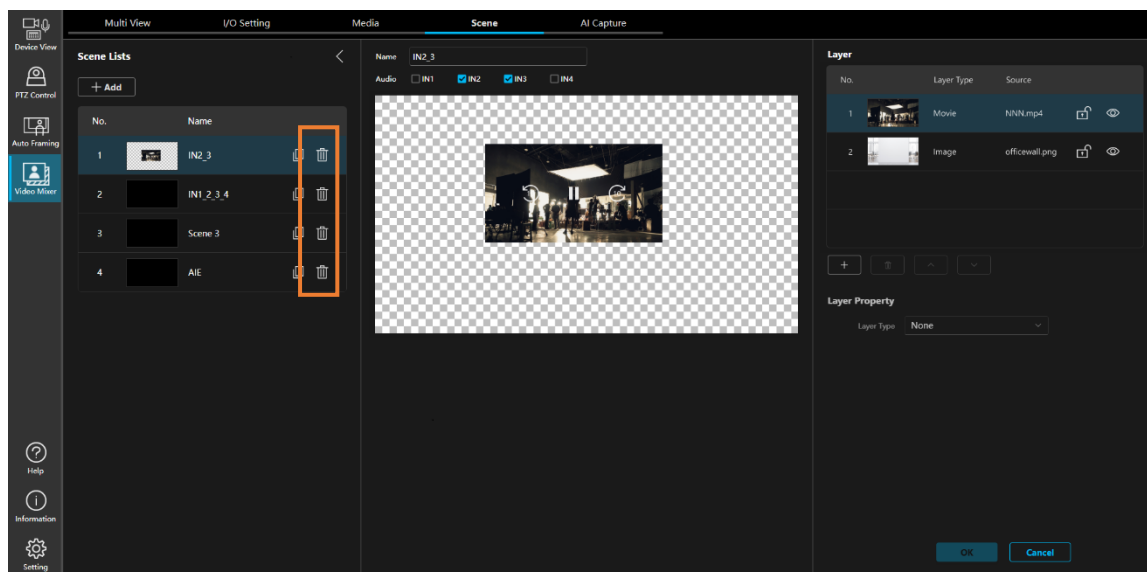 Multi View
I/O Setting
Media
Scene
AI Capture
Device View
PTZ Control
Auto Framing
Video Mixer
Help
Information
Setting
Scene Lists
+ Add
No. Name
1 IN2_3
2 IN1_2_3_4
3 Scene 3
4 AIE
Name IN2_3
Audio IN1 IN2 IN3 IN4
Layer
No. Layer Type Source
1 Movie NNN.mp4
2 Image officewall.png
Layer Property
Layer Type None
OK Cancel